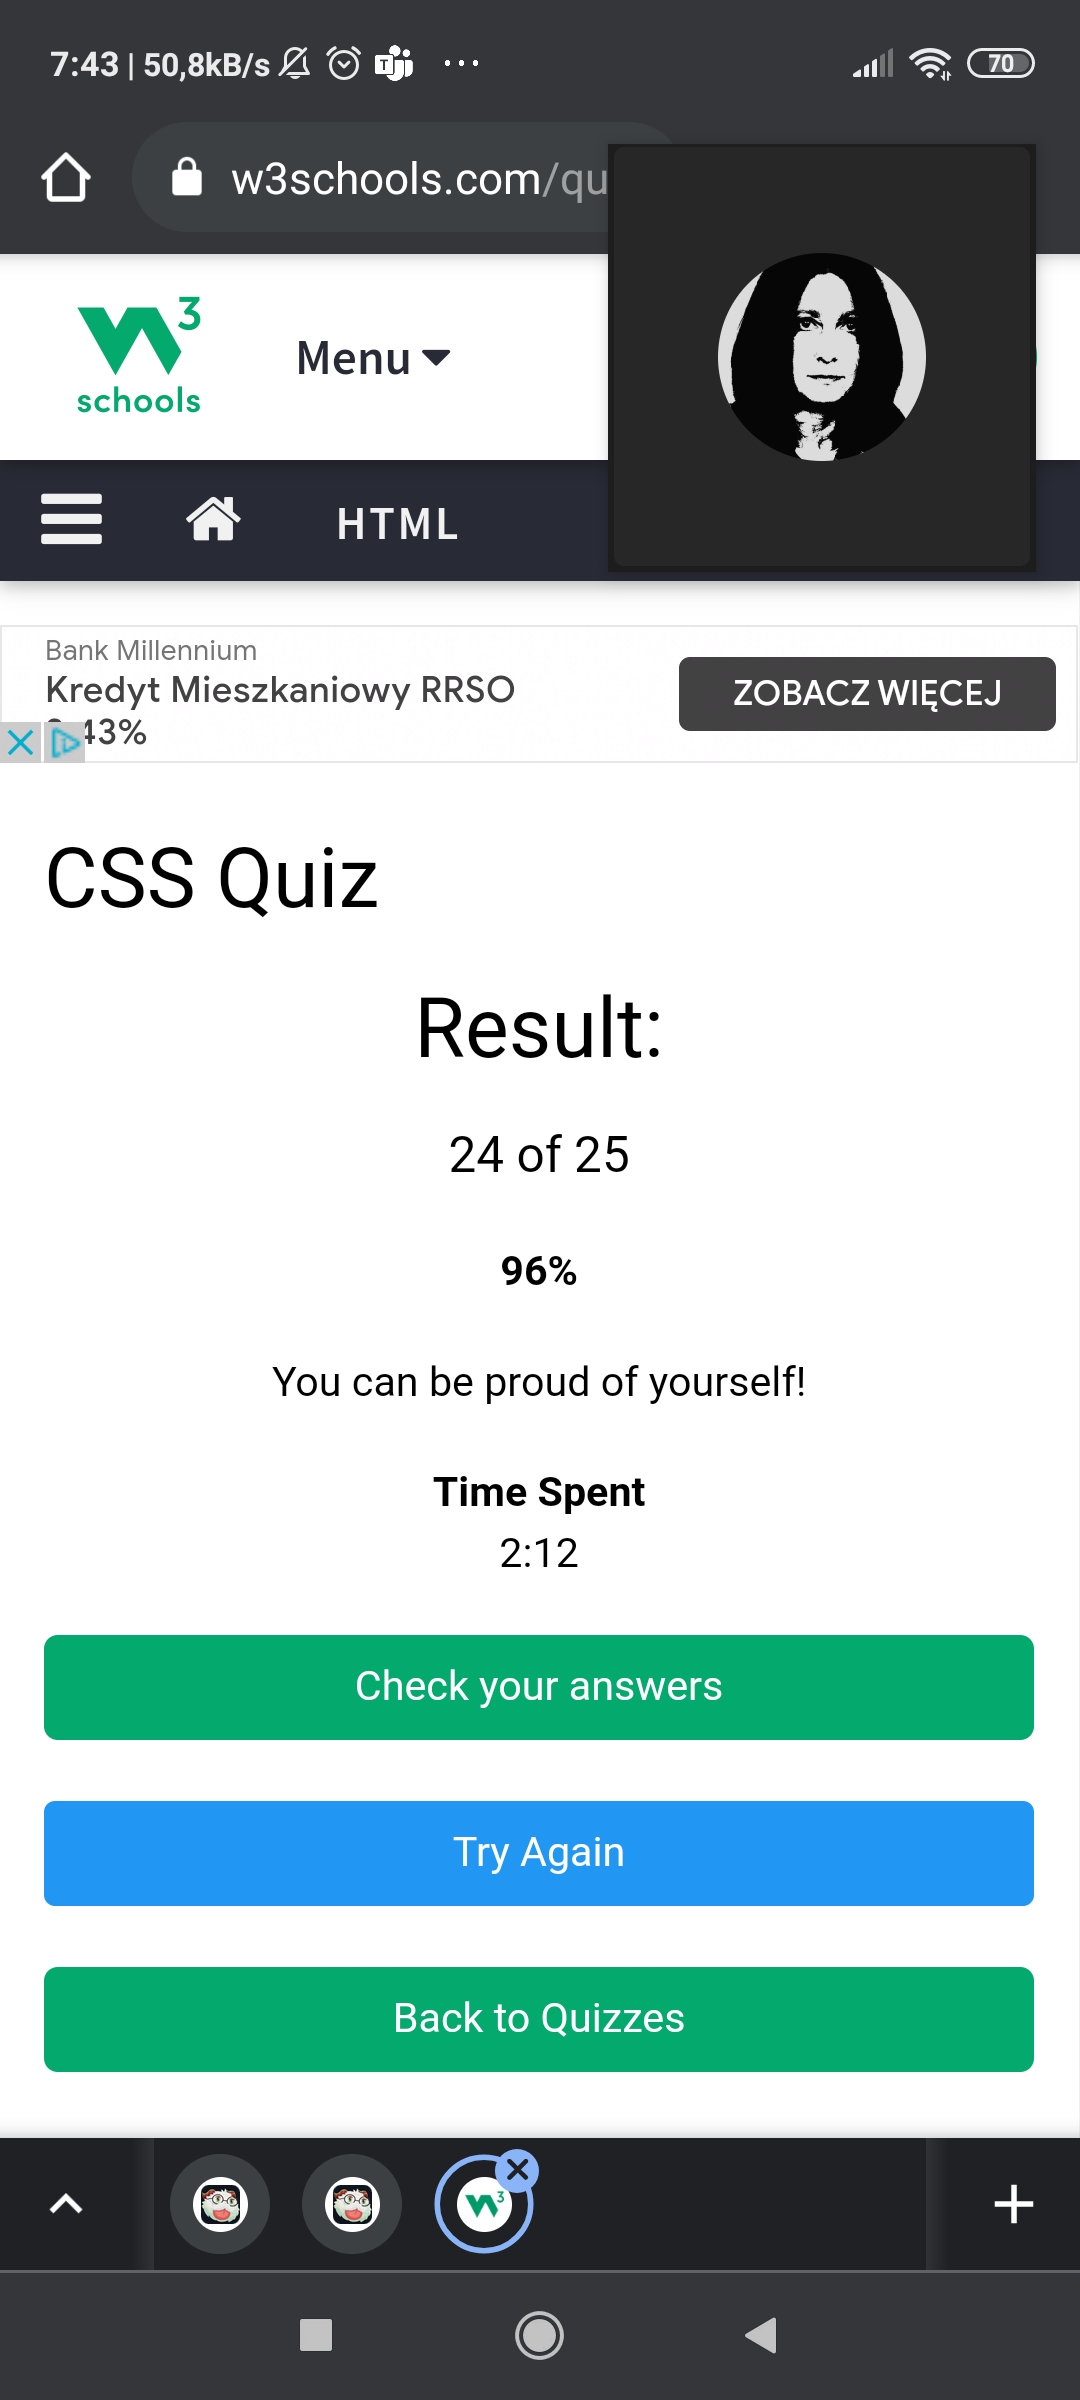 7:43 | 50,8kB/s
70
w3schools.com/qu
3
schools
Menu
HTML
Bank Millennium
Kredyt Mieszkaniowy RRSO
43%
ZOBACZ WIĘCEJ
CSS Quiz
Result:
24 of 25
96%
You can be proud of yourself!
Time Spent
2:12
Check your answers
Try Again
Back to Quizzes